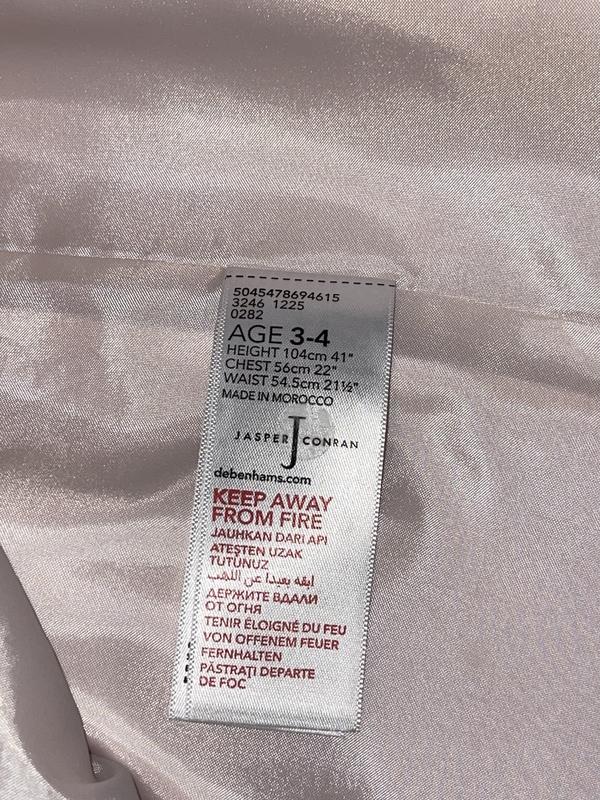 5045478694615
3246 1225
0282
AGE 3-4
HEIGHT 104cm 41"
CHEST 56cm 22"
WAIST 54.5cm 21½"
MADE IN MOROCCO
JASPER J CONRAN
debenhams.com
KEEP AWAY
FROM FIRE
JAUHKAN DARI API
ATEŞTEN UZAK
TUTUNUZ
ابقه بعيدا عن اللهب
ДЕРЖИТЕ ВДАЛИ
ОТ ОГНЯ
TENIR ÉLOIGNÉ DU FEU
VON OFFENEM FEUER
FERNHALTEN
PĂSTRAŢI DEPARTE
DE FOC